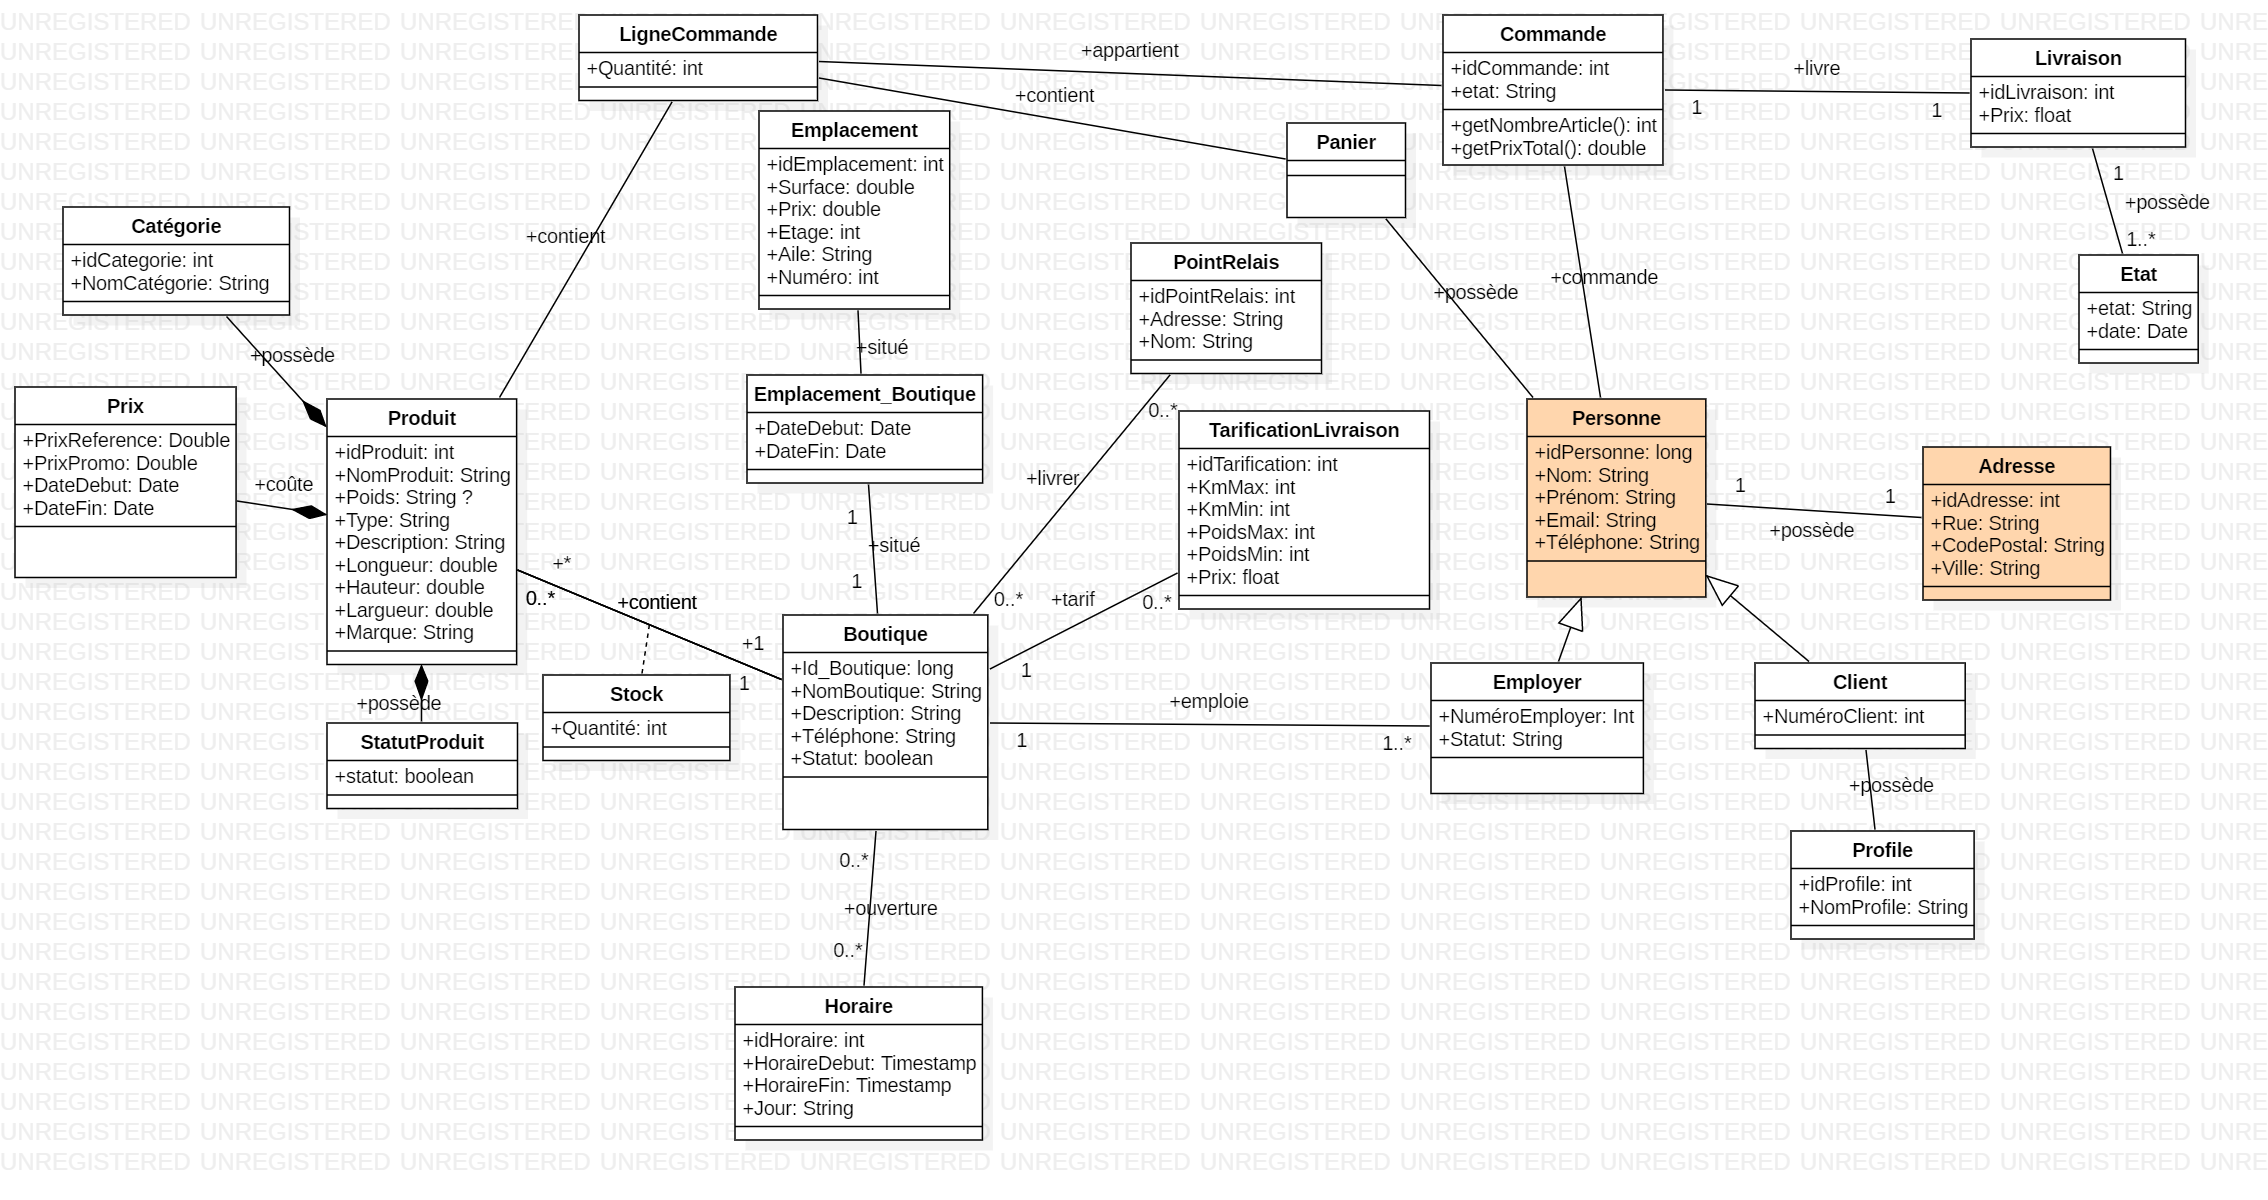 LigneCommande
+Quantité: int
+appartient
+contient
Commande
+idCommande: int
+etat: String
+getNombreArticle(): int
+getPrixTotal(): double
+livre
1
1
Livraison
+idLivraison: int
+Prix: float
1
+possède
1..*
Etat
+etat: String
+date: Date
Emplacement
+idEmplacement: int
+Surface: double
+Prix: double
+Etage: int
+Aile: String
+Numéro: int
Panier
+possède
+commande
Catégorie
+idCategorie: int
+NomCatégorie: String
+contient
+possède
PointRelais
+idPointRelais: int
+Adresse: String
+Nom: String
+situé
Emplacement_Boutique
+DateDebut: Date
+DateFin: Date
1
+situé
1
Prix
+PrixReference: Double
+PrixPromo: Double
+DateDebut: Date
+DateFin: Date
+coûte
Produit
+idProduit: int
+NomProduit: String
+Poids: String ?
+Type: String
+Description: String
+Longueur: double
+Hauteur: double
+Largueur: double
+Marque: String
0..*
+livrer
0..*
TarificationLivraison
+idTarification: int
+KmMax: int
+KmMin: int
+PoidsMax: int
+PoidsMin: int
+Prix: float
+tarif
0..*
1
Personne
+idPersonne: long
+Nom: String
+Prénom: String
+Email: String
+Téléphone: String
1
1
+possède
Adresse
+idAdresse: int
+Rue: String
+CodePostal: String
+Ville: String
+*
0..*
+contient
+1
1
Stock
+Quantité: int
+possède
StatutProduit
+statut: boolean
Boutique
+Id_Boutique: long
+NomBoutique: String
+Description: String
+Téléphone: String
+Statut: boolean
+emploie
1
1..*
Employer
+NuméroEmployer: Int
+Statut: String
Client
+NuméroClient: int
+possède
Profile
+idProfile: int
+NomProfile: String
0..*
+ouverture
0..*
Horaire
+idHoraire: int
+HoraireDebut: Timestamp
+HoraireFin: Timestamp
+Jour: String